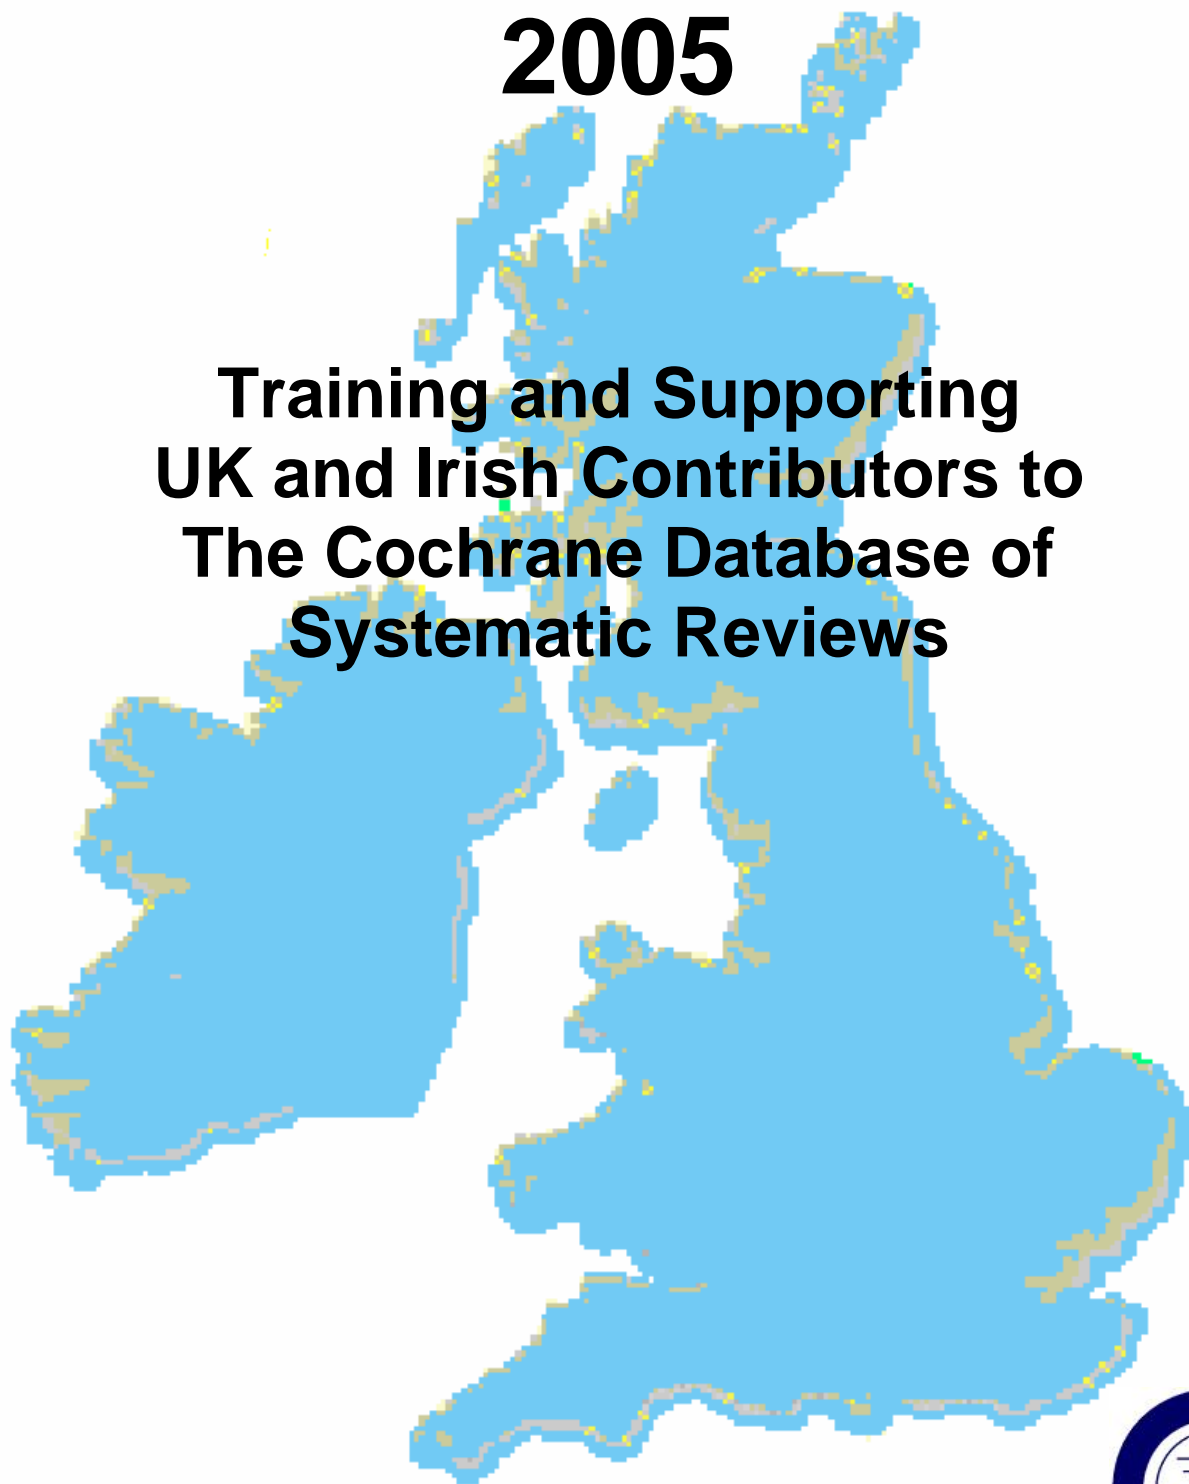 2005
Training and Supporting
UK and Irish Contributors to
The Cochrane Database of
Systematic Reviews